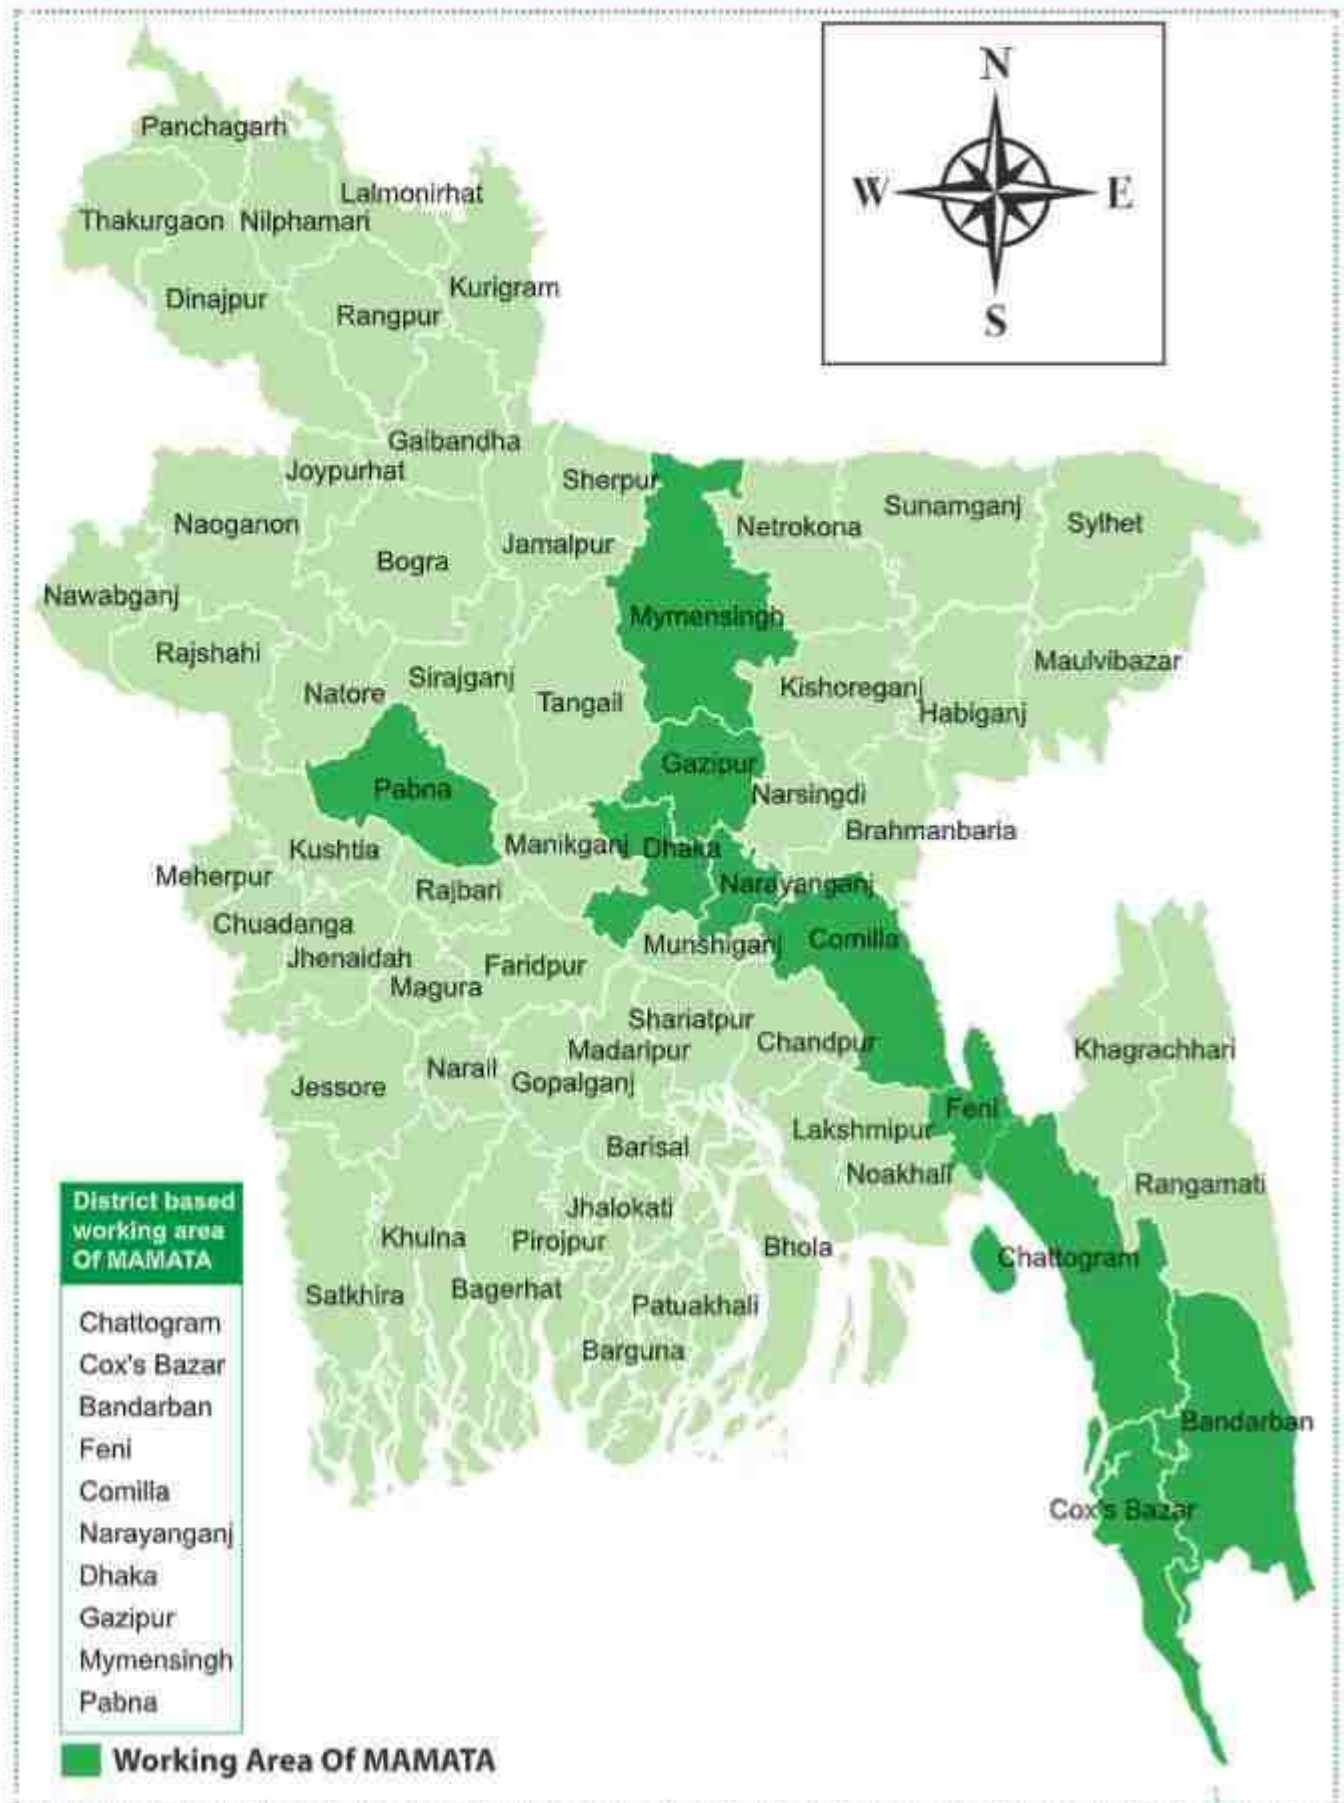 N
W E
S
Panchagarh
Lalmonirhat
Thakurgaon Nilphamari
Kurigram
Dinajpur
Rangpur
Gaibandha
Joypurhat
Sherpur
Sunamganj
Naoganon
Netrokona
Sylhet
Jamalpur
Bogra
Nawabganj
Mymensingh
Rajshahi
Maulvibazar
Sirajganj
Kishoreganj
Natore
Tangail
Habiganj
Gazipur
Pabna
Narsingdi
Brahmanbaria
Kushtia
Manikganj
Dhaka
Meherpur
Narayanganj
Rajbari
Chuadanga
Comilla
Munshiganj
Jhenaidah
Faridpur
Magura
Shariatpur
Chandpur
Madaripur
Khagrachhari
Narail
Gopalganj
Jessore
Feni
Lakshmipur
Barisal
Noakhali
Rangamati
Jhalokati
Khulna
Pirojpur
Bhola
Chattogram
Bagerhat
Satkhira
Patuakhali
Barguna
Bandarban
Cox's Bazar
District based
working area
Of MAMATA
Chattogram
Cox's Bazar
Bandarban
Feni
Comilla
Narayanganj
Dhaka
Gazipur
Mymensingh
Pabna
Working Area Of MAMATA